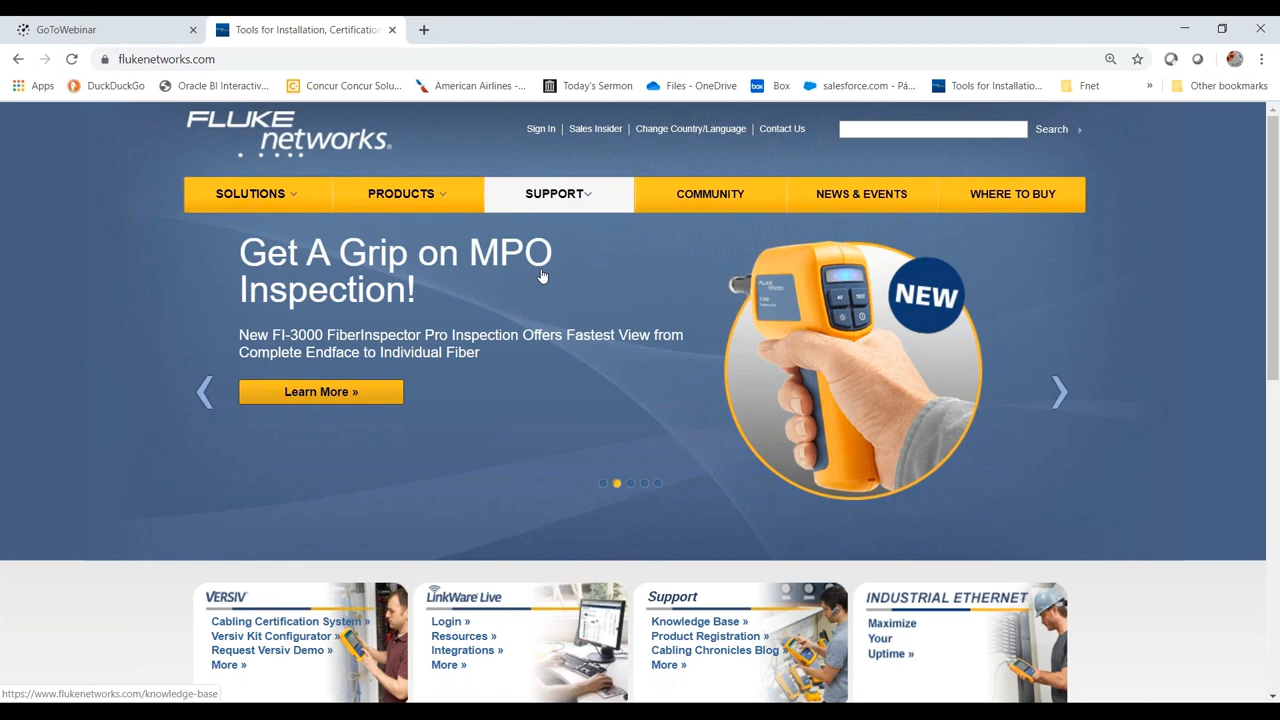 GoToWebinar
Tools for Installation, Certificatio
flukenetworks.com
Apps
DuckDuckGo
Oracle BI Interactiv...
Concur Concur Solu...
American Airlines -...
Today's Sermon
Files - OneDrive
Box
salesforce.com - Pá...
Tools for Installatio...
Fnet
»
Other bookmarks
FLUKE
networks.
Sign In | Sales Insider | Change Country/Language | Contact Us
Search
SOLUTIONS
PRODUCTS
SUPPORT
COMMUNITY
NEWS & EVENTS
WHERE TO BUY
Get A Grip on MPO
Inspection!
New FI-3000 FiberInspector Pro Inspection Offers Fastest View from
Complete Endface to Individual Fiber
Learn More »
NEW
VERSIV
Cabling Certification System »
Versiv Kit Configurator »
Request Versiv Demo »
More »
LinkWare Live
Login »
Resources »
Integrations »
More »
Support
Knowledge Base »
Product Registration »
Cabling Chronicles Blog »
More »
INDUSTRIAL ETHERNET
Maximize
Your
Uptime »
https://www.flukenetworks.com/knowledge-base